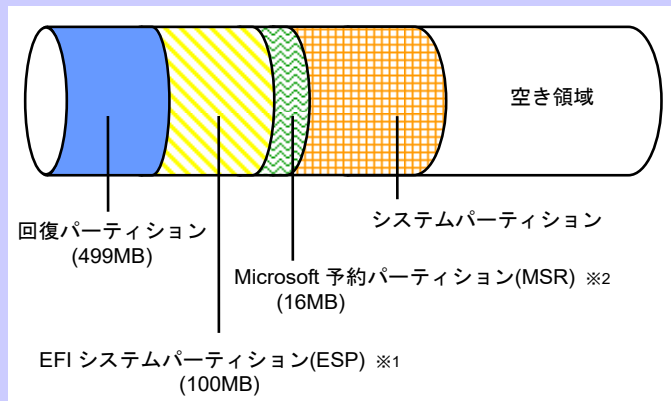 空き領域
回復パーティション
(499MB)
システムパーティション
Microsoft 予約パーティション(MSR) ※2
(16MB)
EFI システムパーティション(ESP) ※1
(100MB)